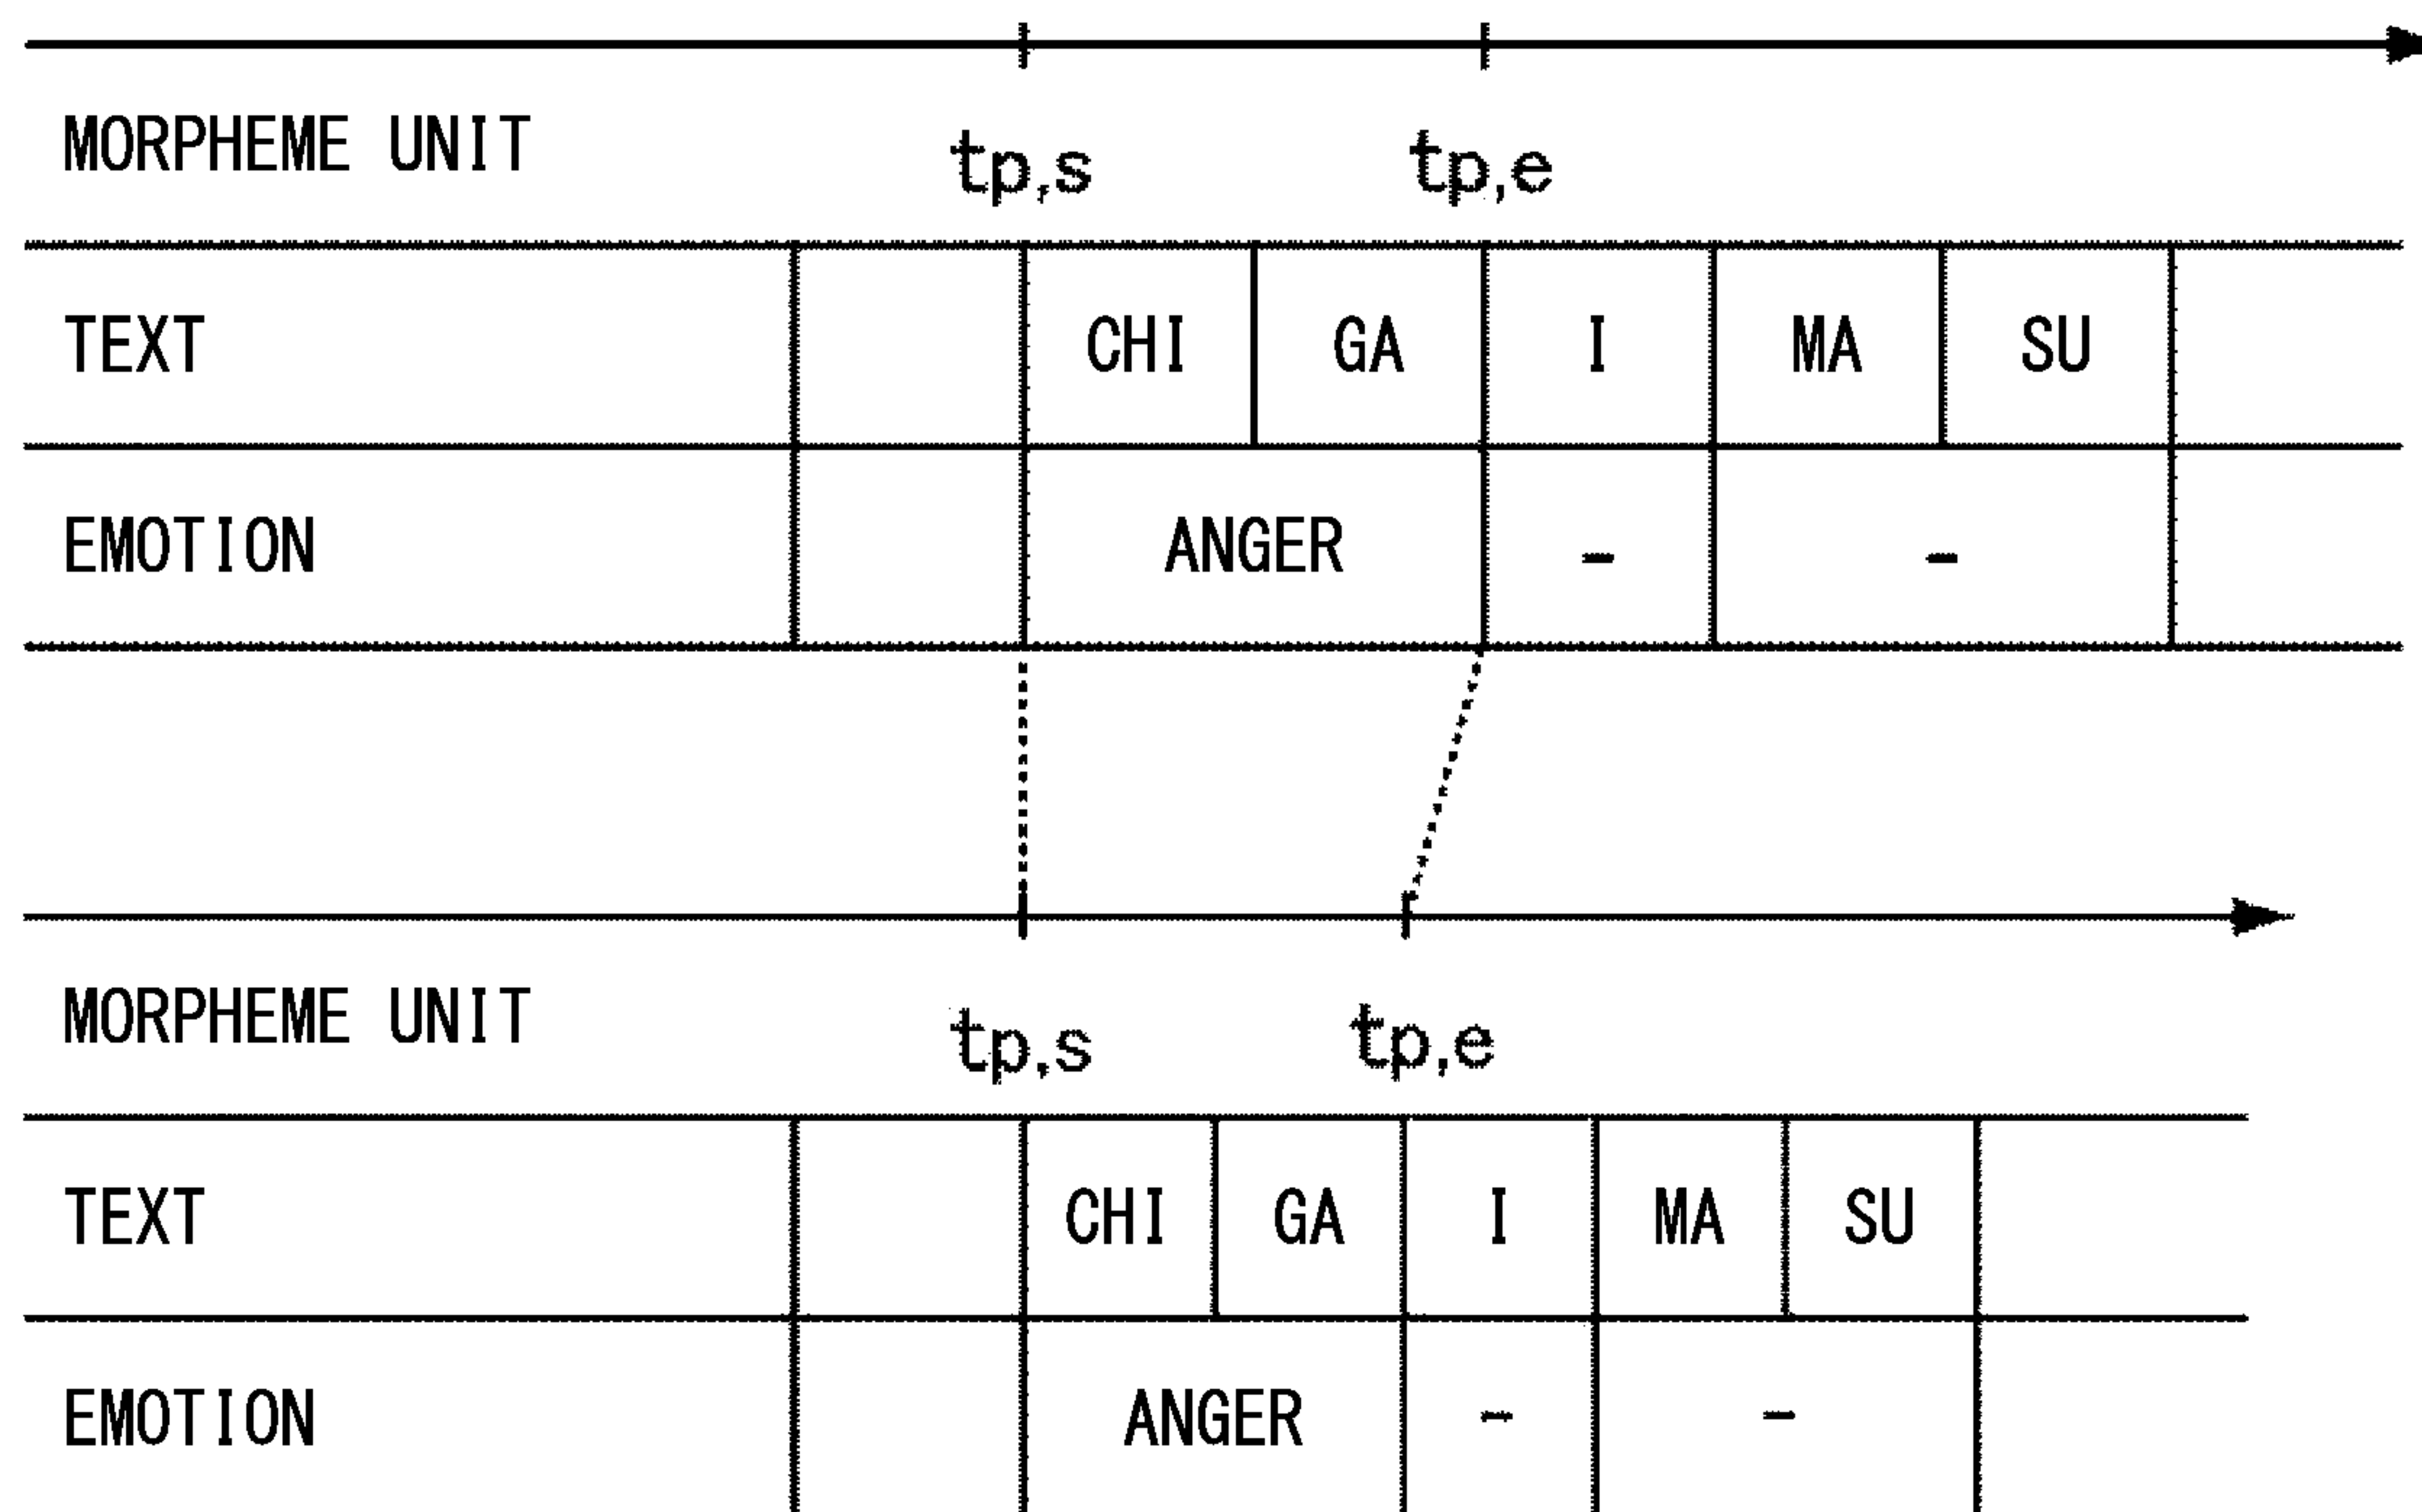 MORPHEME UNIT tp,s tp,e
TEXT CHI GA I MA SU
EMOTION ANGER - -
MORPHEME UNIT tp,s tp,e
TEXT CHI GA I MA SU
EMOTION ANGER - -